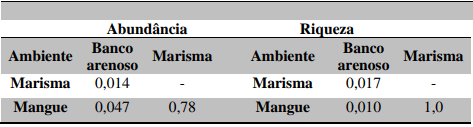 Abundância Riqueza
Ambiente Banco arenoso Marisma Ambiente Banco arenoso Marisma
Marisma 0,014 - Marisma 0,017 -
Mangue 0,047 0,78 Mangue 0,010 1,0